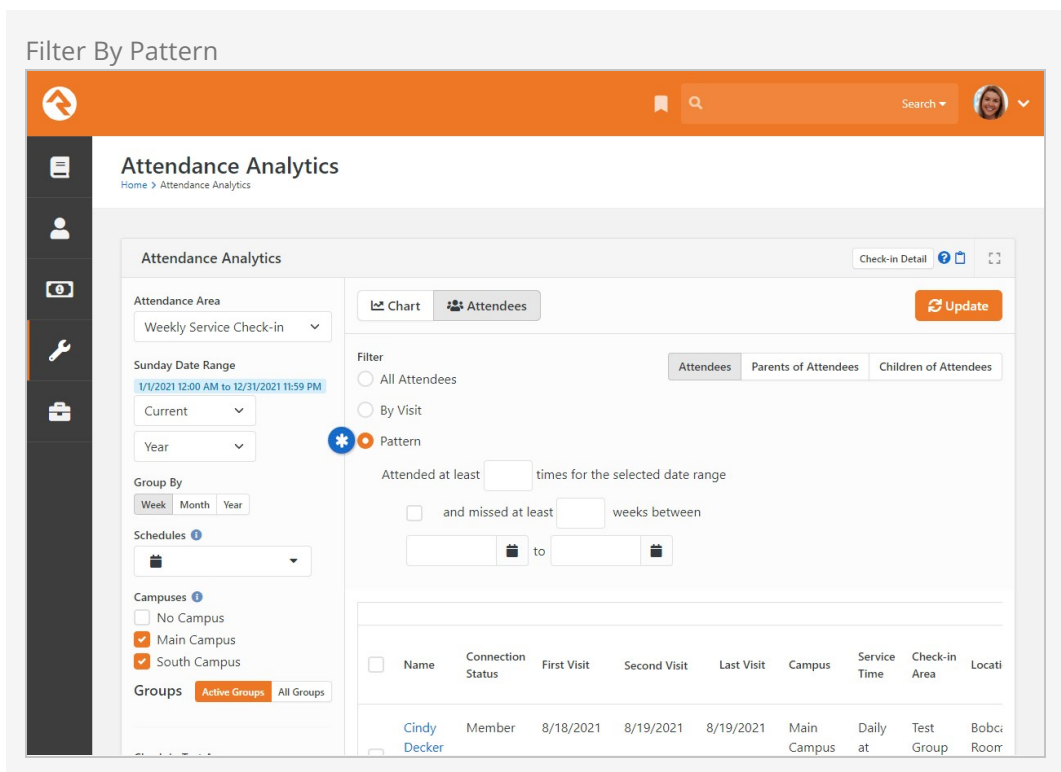 Filter By Pattern
Search
Attendance Analytics
Home > Attendance Analytics
Attendance Analytics
Check-in Detail
Attendance Area
Weekly Service Check-in
Sunday Date Range
1/1/2021 12:00 AM to 12/31/2021 11:59 PM
Current
Year
Group By
Week Month Year
Schedules
Campuses
No Campus
Main Campus
South Campus
Groups Active Groups All Groups
Chart Attendees
Update
Filter
Attendees Parents of Attendees Children of Attendees
All Attendees
By Visit
Pattern
Attended at least times for the selected date range
and missed at least weeks between
to
Name Connection Status First Visit Second Visit Last Visit Campus Service Time Check-in Area Locati
Cindy Member 8/18/2021 8/19/2021 8/19/2021 Main Daily Test Bobca
Decker Campus at Group Room